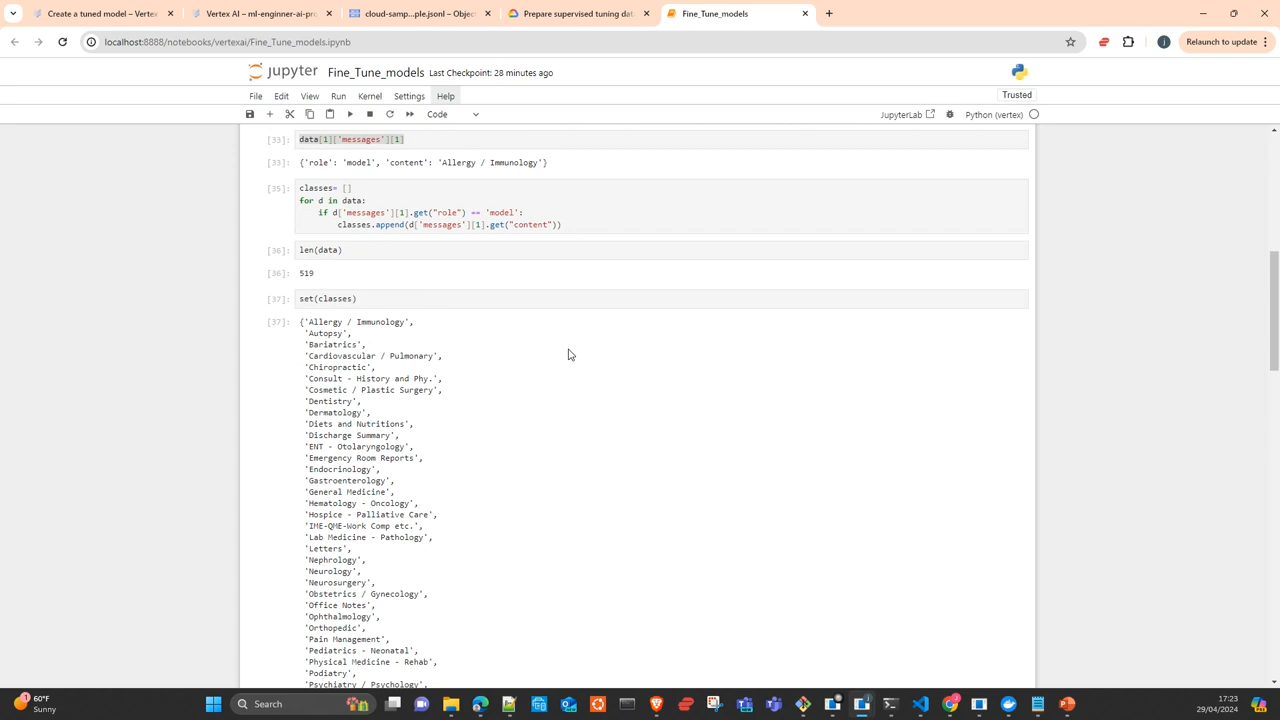 Create a tuned model – Vertex
Vertex AI – ml-enginner-ai-pro
cloud-samp...ple.jsonl – Object
Prepare supervised tuning dat
Fine_Tune_models
localhost:8888/notebooks/vertexai/Fine_Tune_models.ipynb
i
Relaunch to update
jupyter Fine_Tune_models Last Checkpoint: 28 minutes ago
File Edit View Run Kernel Settings Help
Trusted
Code
JupyterLab
Python (vertex)
[33]: data[1]['messages'][1]
[33]: {'role': 'model', 'content': 'Allergy / Immunology'}
[35]: classes= []
for d in data:
if d['messages'][1].get("role") == 'model':
classes.append(d['messages'][1].get("content"))
[36]: len(data)
[36]: 519
[37]: set(classes)
[37]: {'Allergy / Immunology',
'Autopsy',
'Bariatrics',
'Cardiovascular / Pulmonary',
'Chiropractic',
'Consult - History and Phy.',
'Cosmetic / Plastic Surgery',
'Dentistry',
'Dermatology',
'Diets and Nutritions',
'Discharge Summary',
'ENT - Otolaryngology',
'Emergency Room Reports',
'Endocrinology',
'Gastroenterology',
'General Medicine',
'Hematology - Oncology',
'Hospice - Palliative Care',
'IME-QME-Work Comp etc.',
'Lab Medicine - Pathology',
'Letters',
'Nephrology',
'Neurology',
'Neurosurgery',
'Obstetrics / Gynecology',
'Office Notes',
'Ophthalmology',
'Orthopedic',
'Pain Management',
'Pediatrics - Neonatal',
'Physical Medicine - Rehab',
'Podiatry',
'Psychiatry / Psychology',
1
60°F
Sunny
Search
17:23
29/04/2024